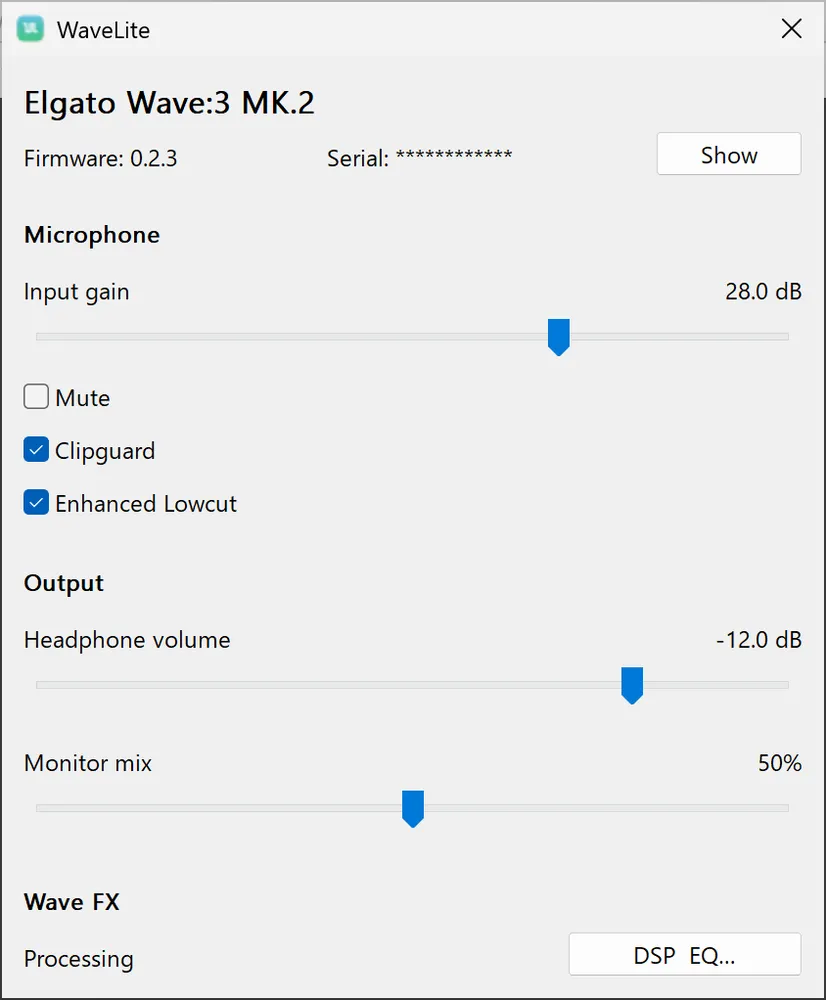 WaveLite
Elgato Wave:3 MK.2
Firmware: 0.2.3 Serial: ************ Show
Microphone
Input gain 28.0 dB
Mute
Clipguard
Enhanced Lowcut
Output
Headphone volume -12.0 dB
Monitor mix 50%
Wave FX
Processing DSP EQ...